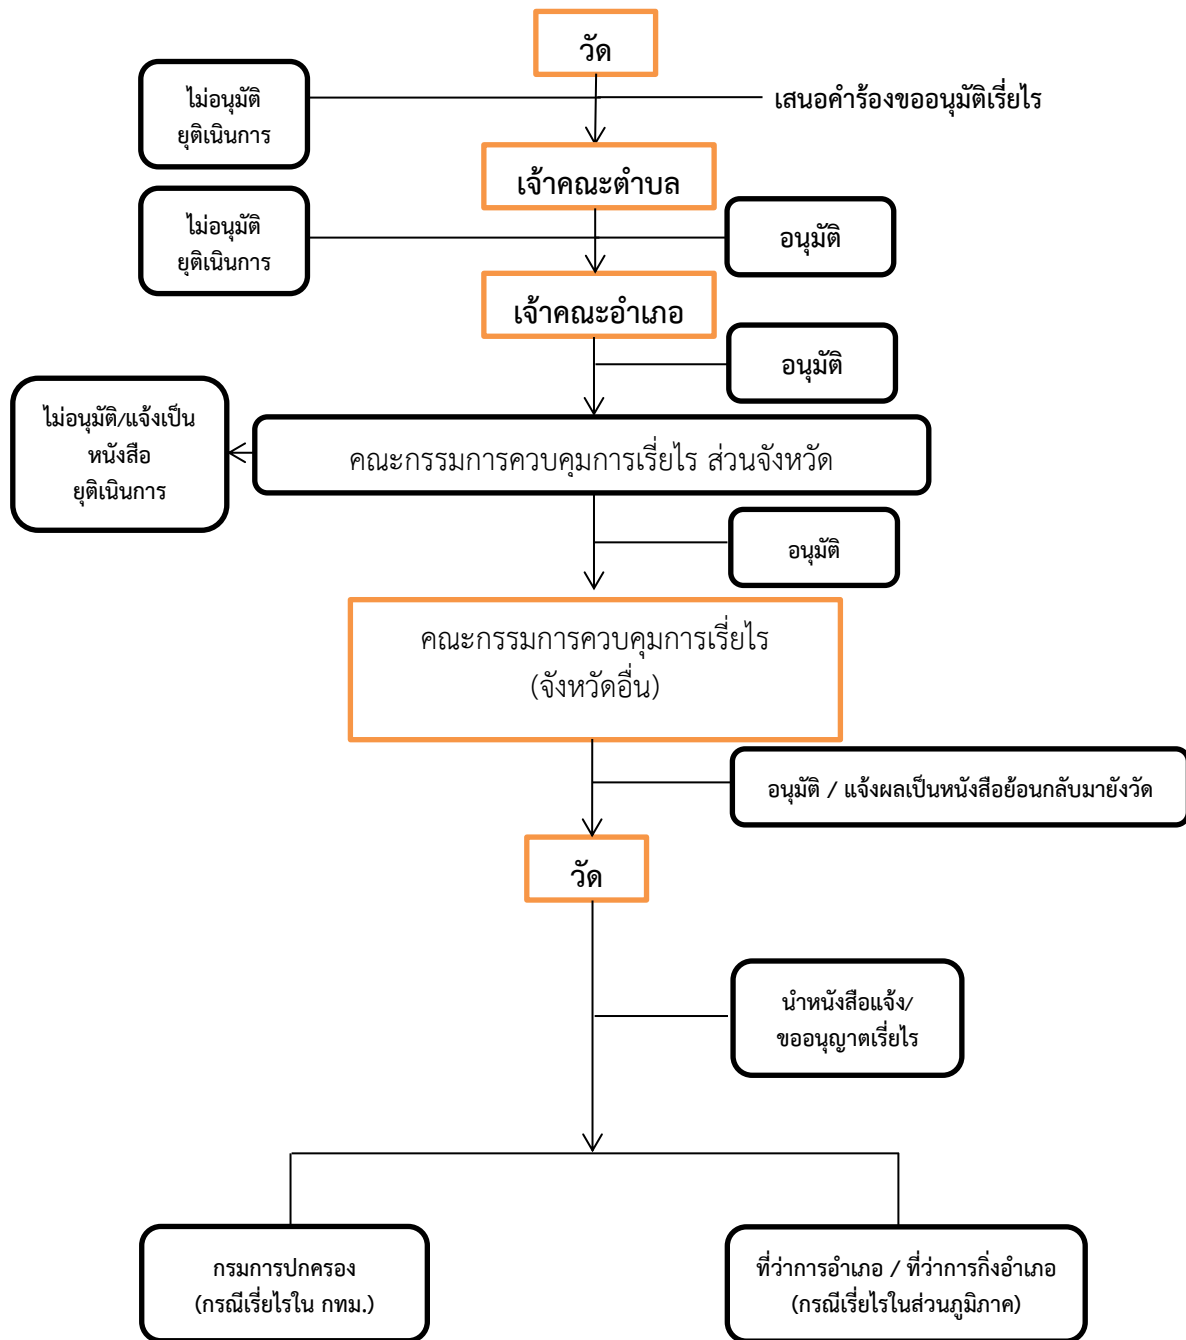 วัด
ไม่อนุมัติ
ยุติเนินการ
เสนอคำร้องขออนุมัติเรี่ยไร
เจ้าคณะตำบล
ไม่อนุมัติ
ยุติเนินการ
อนุมัติ
เจ้าคณะอำเภอ
อนุมัติ
ไม่อนุมัติ/แจ้งเป็น
หนังสือ
ยุติเนินการ
คณะกรรมการควบคุมการเรี่ยไร ส่วนจังหวัด
อนุมัติ
คณะกรรมการควบคุมการเรี่ยไร
(จังหวัดอื่น)
อนุมัติ / แจ้งผลเป็นหนังสือย้อนกลับมายังวัด
วัด
นำหนังสือแจ้ง/
ขออนุญาตเรี่ยไร
กรมการปกครอง
(กรณีเรี่ยไรใน กทม.)
ที่ว่าการอำเภอ / ที่ว่าการกิ่งอำเภอ
(กรณีเรี่ยไรในส่วนภูมิภาค)